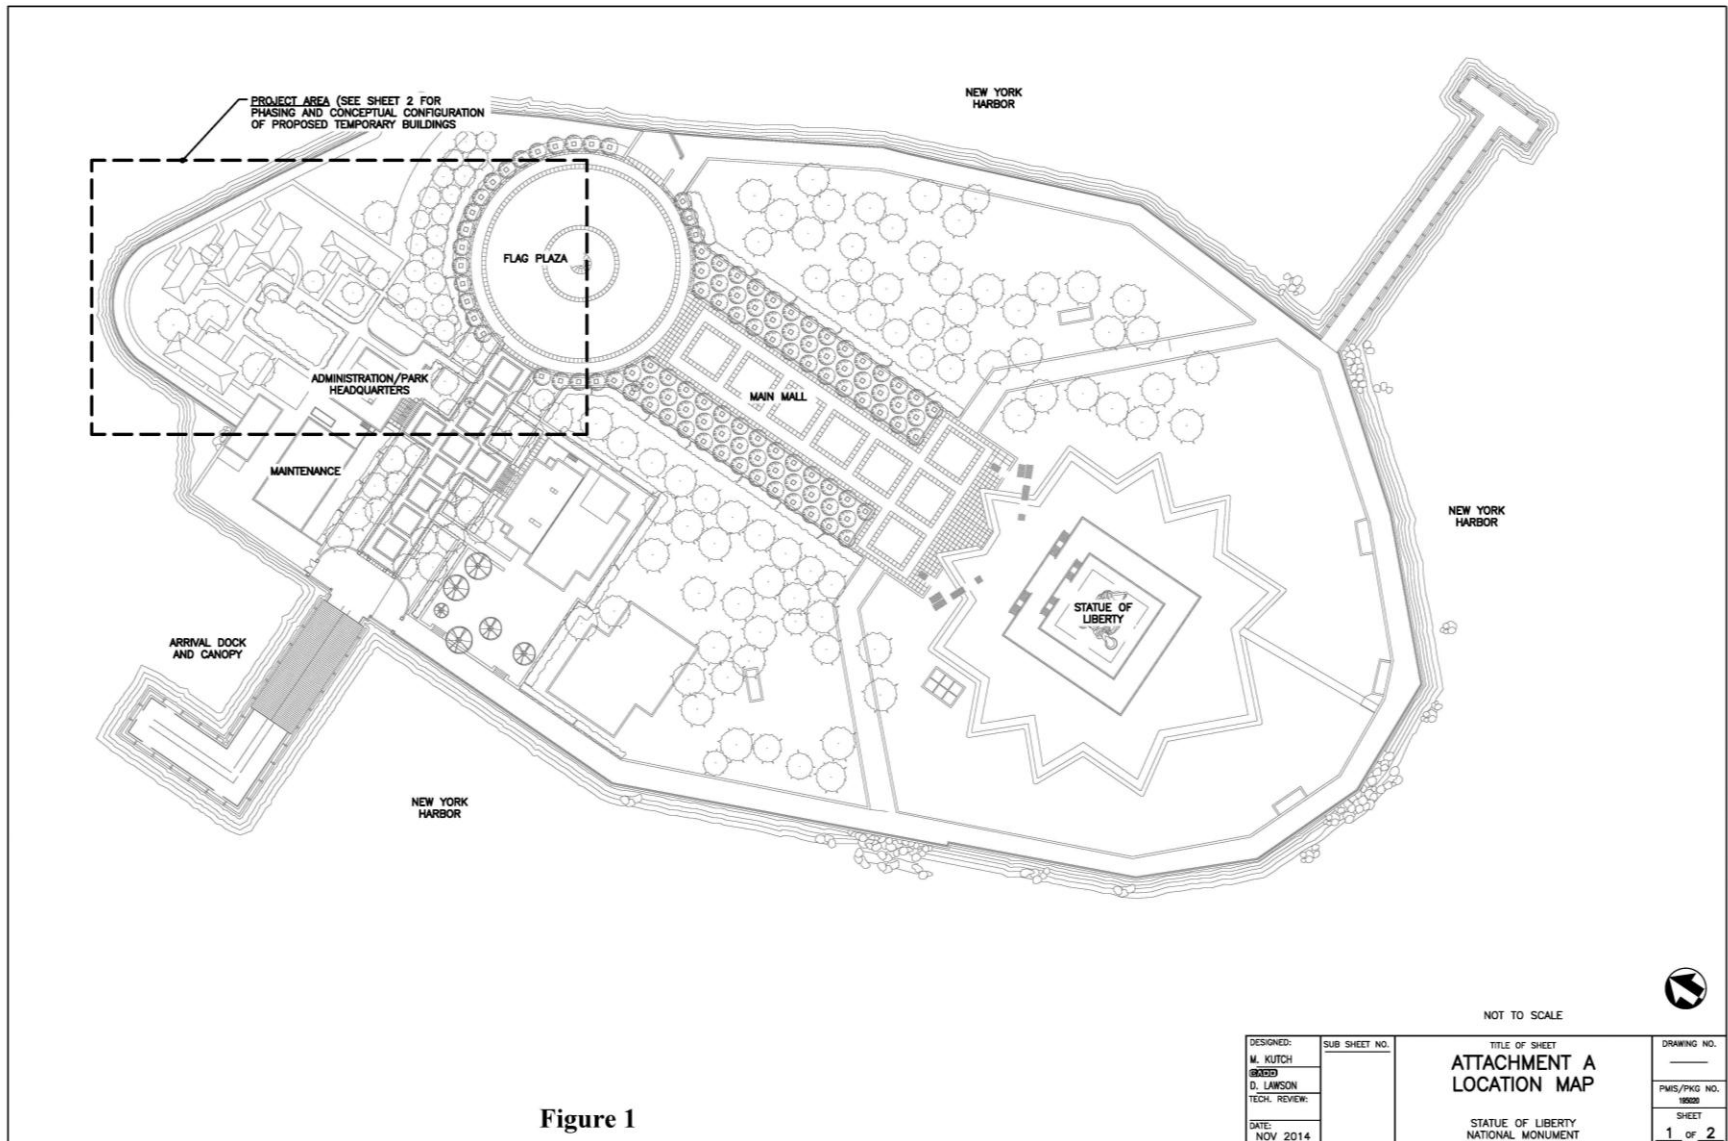 PROJECT AREA (SEE SHEET 2 FOR
PHASING AND CONCEPTUAL CONFIGURATION
OF PROPOSED TEMPORARY BUILDINGS
NEW YORK
HARBOR
FLAG PLAZA
ADMINISTRATION/PARK
HEADQUARTERS
MAIN MALL
MAINTENANCE
NEW YORK
HARBOR
STATUE OF
LIBERTY
ARRIVAL DOCK
AND CANOPY
NEW YORK
HARBOR
NOT TO SCALE
DESIGNED:
M. KUTCH
CADD
D. LAWSON
TECH. REVIEW:
DATE:
NOV 2014
SUB SHEET NO.
TITLE OF SHEET
ATTACHMENT A
LOCATION MAP
STATUE OF LIBERTY
NATIONAL MONUMENT
DRAWING NO.
PMIS/PKG NO.
195020
SHEET
1 OF 2
Figure 1